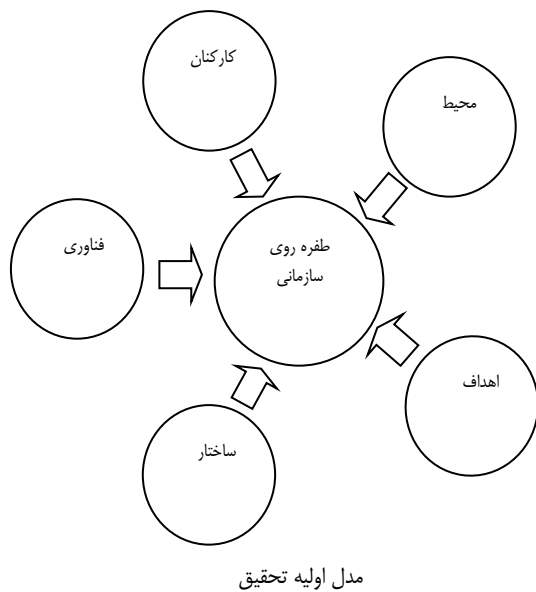 کارکنان
محیط
طفره روی
سازمانی
فناوری
اهداف
ساختار
مدل اولیه تحقیق